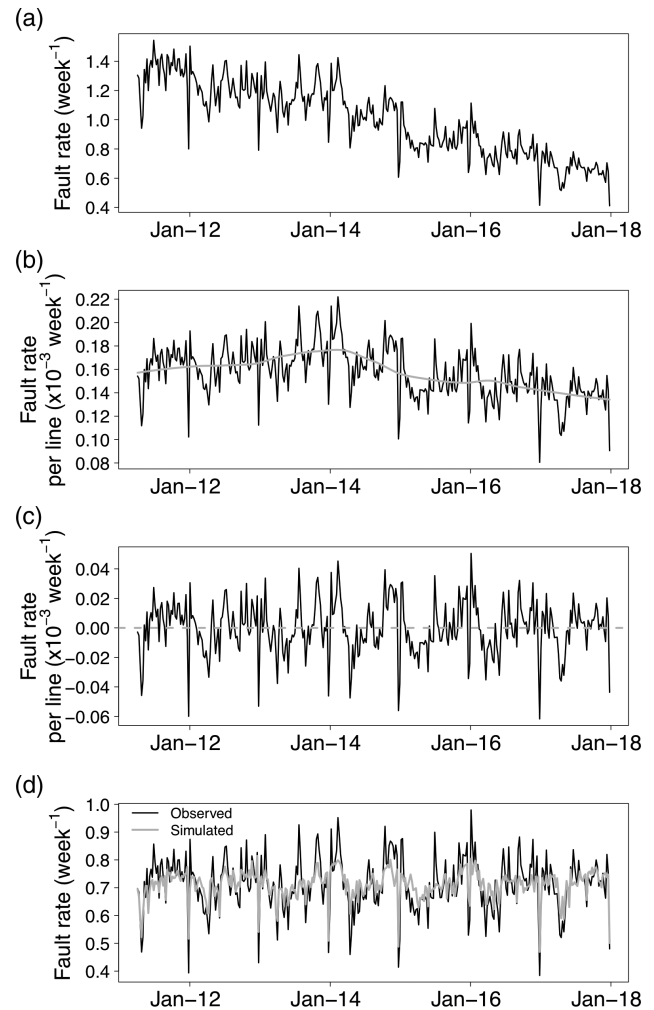 (a)
Fault rate (week⁻¹)
1.4
1.2
1.0
0.8
0.6
0.4
Jan−12 Jan−14 Jan−16 Jan−18
(b)
Fault rate
per line (x10⁻³ week⁻¹)
0.22
0.20
0.18
0.16
0.14
0.12
0.10
0.08
Jan−12 Jan−14 Jan−16 Jan−18
(c)
Fault rate
per line (x10⁻³ week⁻¹)
0.04
0.02
0.00
−0.02
−0.04
−0.06
Jan−12 Jan−14 Jan−16 Jan−18
(d)
Fault rate (week⁻¹)
1.0
0.9
0.8
0.7
0.6
0.5
0.4
Observed
Simulated
Jan−12 Jan−14 Jan−16 Jan−18